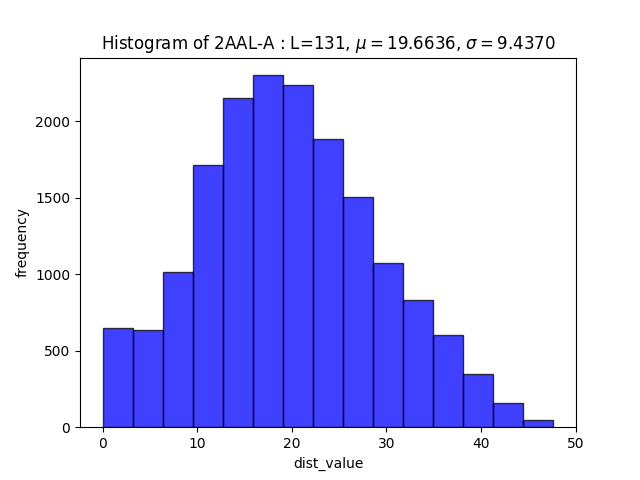 Histogram of 2AAL-A : L=131, μ = 19.6636, σ = 9.4370
frequency
2000
1500
1000
500
0
0 10 20 30 40 50
dist_value